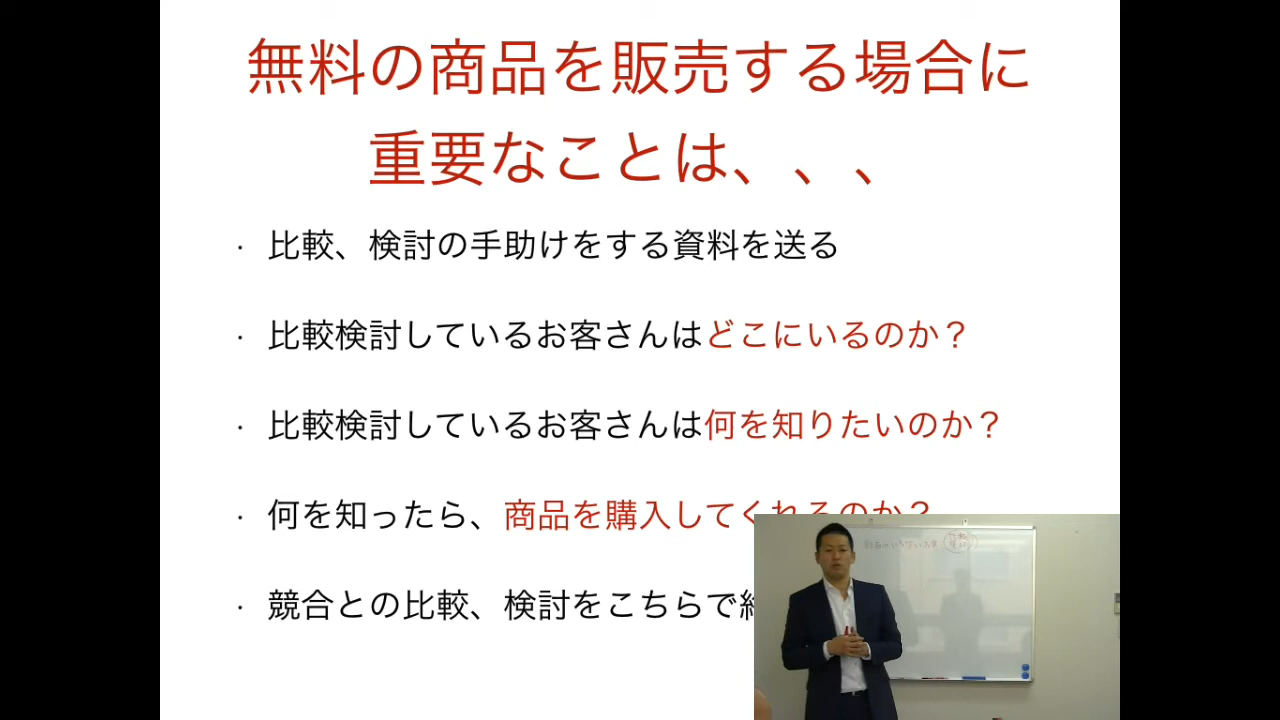 無料の商品を販売する場合に
重要なことは、、、
・ 比較、検討の手助けをする資料を送る
・ 比較検討しているお客さんはどこにいるのか？
・ 比較検討しているお客さんは何を知りたいのか？
・ 何を知ったら、商品を購入してくれるのか？
・ 競合との比較、検討をこちらで